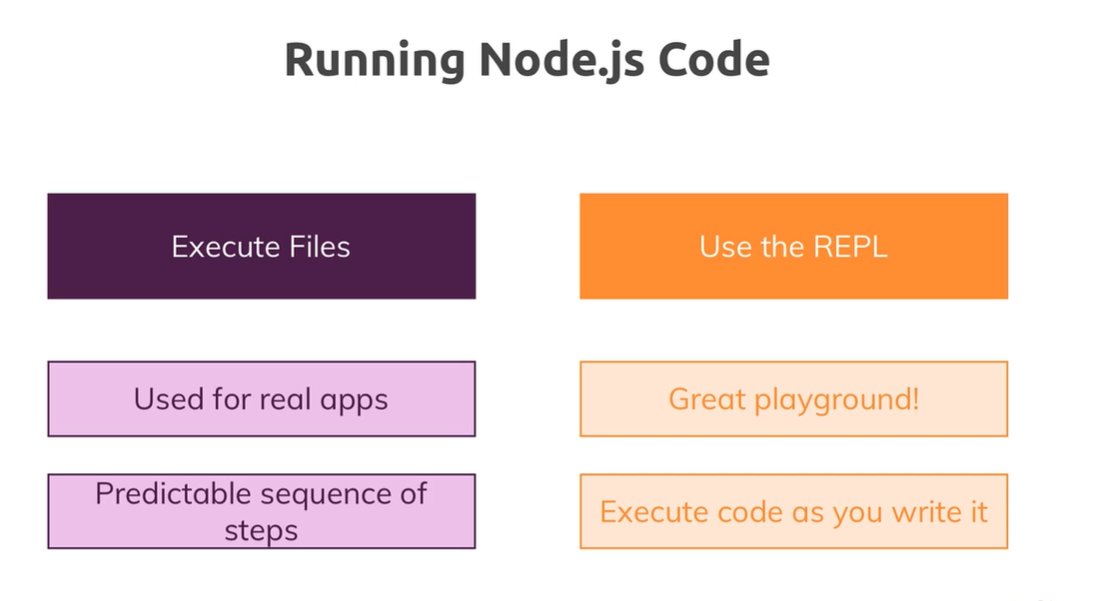 Running Node.js Code
Execute Files
Use the REPL
Used for real apps
Great playground!
Predictable sequence of
steps
Execute code as you write it